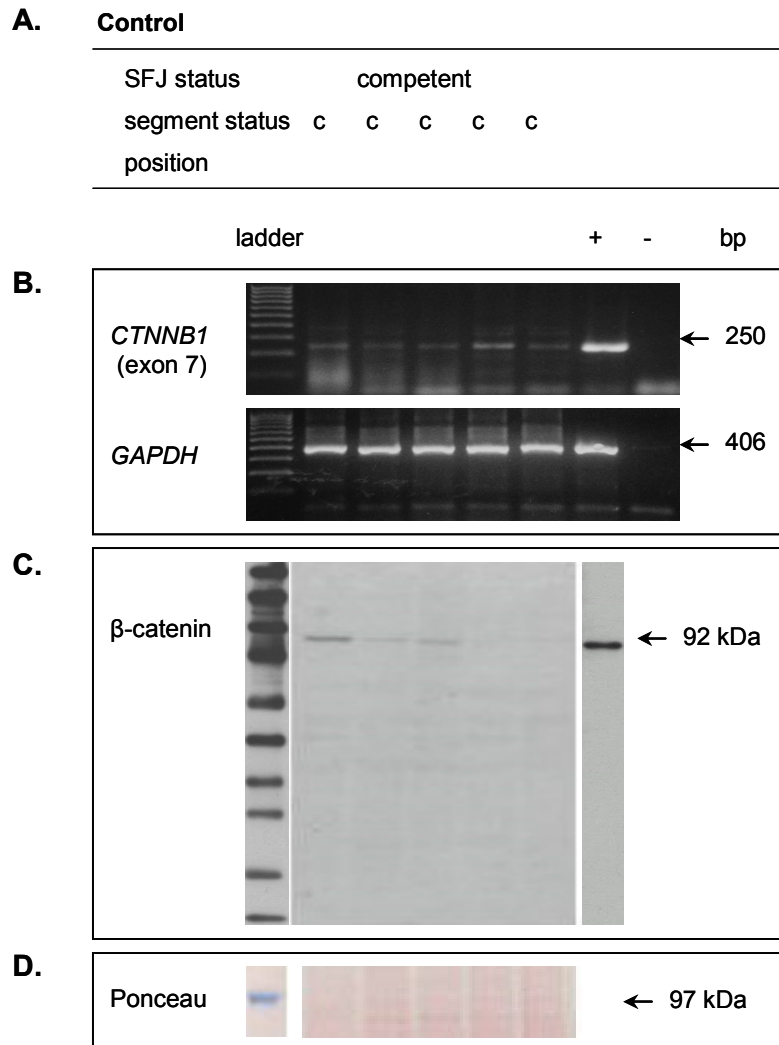 A. Control
SFJ status competent
segment status c c c c c
position
ladder + - bp
B.
CTNNB1
(exon 7)
← 250
GAPDH
← 406
C.
β-catenin
← 92 kDa
D.
Ponceau
← 97 kDa